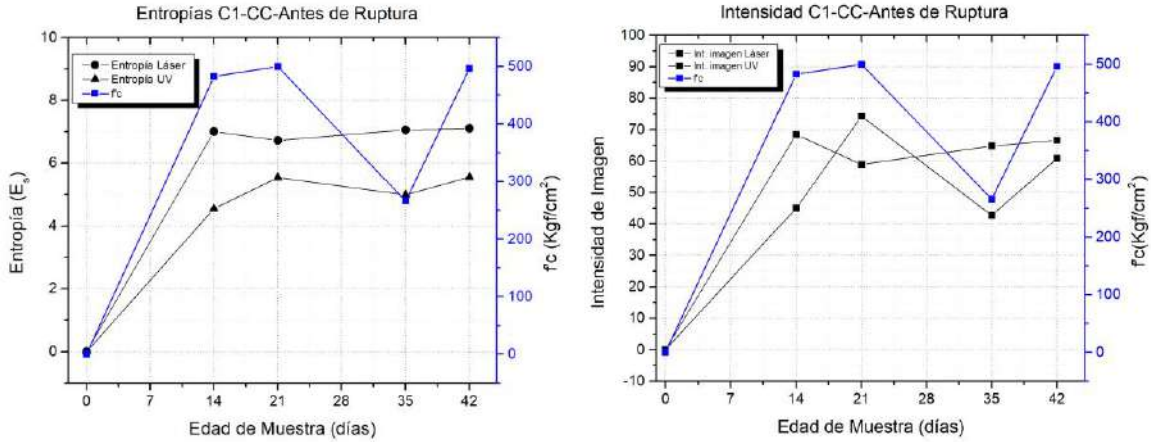 Entropías C1-CC-Antes de Ruptura
10
8
6
4
2
0
Entropía (Es)
Entropía Láser
Entropía UV
f'c
500
400
300
200
100
0
f'c (Kgf/cm²)
0 7 14 21 28 35 42
Edad de Muestra (días)
Intensidad C1-CC-Antes de Ruptura
100
90
80
70
60
50
40
30
20
10
0
-10
Intensidad de Imagen
Int. imagen Láser
Int. imagen UV
f'c
500
400
300
200
100
0
f'c(Kgf/cm²)
0 7 14 21 28 35 42
Edad de Muestra (días)